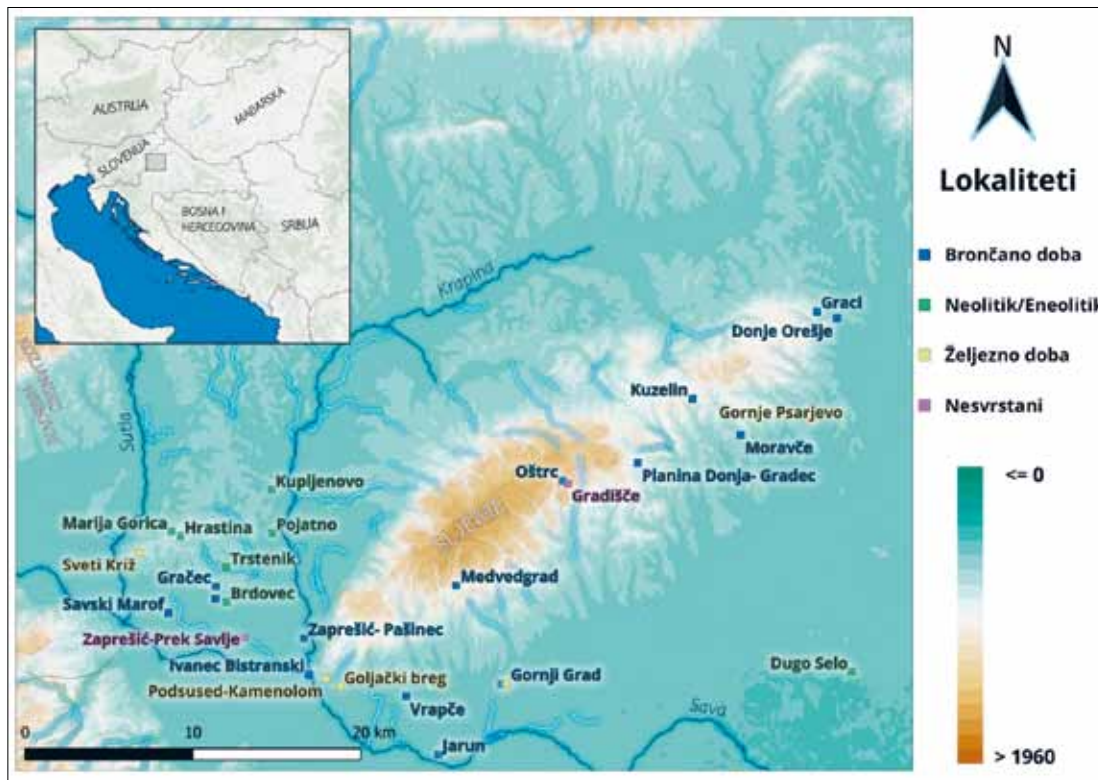 N
Lokaliteti
Brončano doba
Neolitik/Eneolitik
Željezno doba
Nesvrstani
<= 0
> 1960
AUSTRIJA
MAĐARSKA
SLOVENIJA
BOSNA I
HERCEGOVINA
SRBIJA
Krapina
Sutla
Graci
Donje Orešje
Kuzelin
Gornje Psarjevo
Moravče
Oštrc
Planina Donja- Gradec
Gradišče
Kupljenovo
Marija Gorica
Hrastina
Pojatno
Sveti Križ
Trstenik
Gračec
Medvedgrad
Brdovec
Savski Marof
Zaprešić-Prek Savlje
Zaprešić- Pašinec
Ivanec Bistranski
Goljački breg
Gornji Grad
Dugo Selo
Podsused-Kamenolom
Vrapče
Sava
Jarun
0 10 20 km